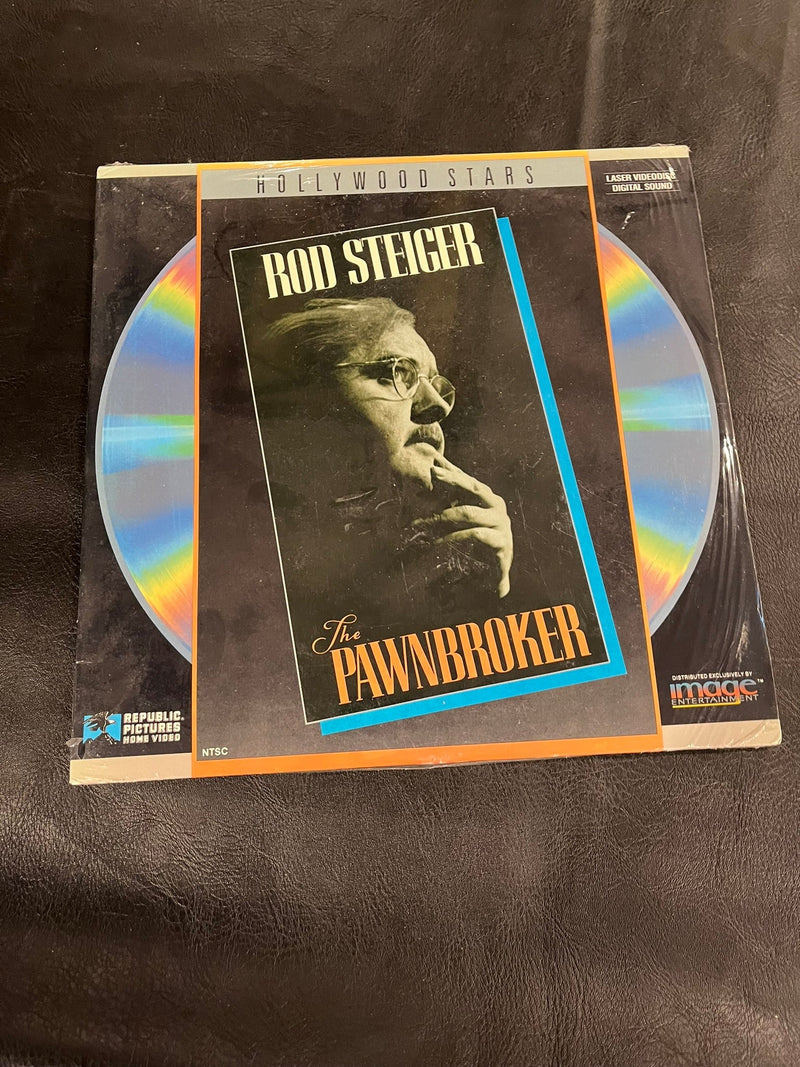 HOLLYWOOD STARS
LASER VIDEODISC
DIGITAL SOUND
ROD STEIGER
The
PAWNBROKER
REPUBLIC
PICTURES
HOME VIDEO
NTSC
DISTRIBUTED EXCLUSIVELY BY
image™
ENTERTAINMENT